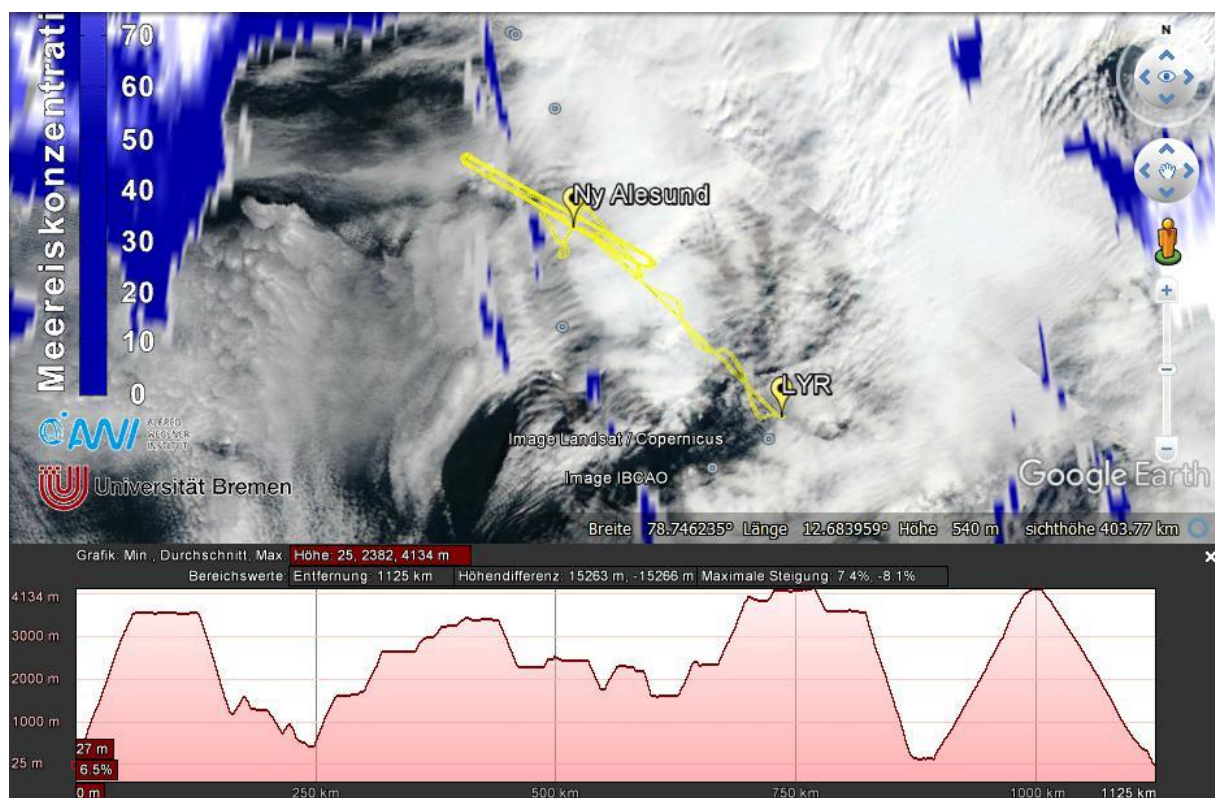 Meereiskonzentrati
70
60
50
40
30
20
10
0
N
Ny Alesund
LYR
AWI
ALFRED
WEGENER
INSTITUT
Universität Bremen
Image Landsat / Copernicus
Image IBCAO
Google Earth
Breite 78.746235° Länge 12.683959° Höhe 540 m sichthöhe 403.77 km
Grafik: Min., Durchschnitt, Max. Höhe: 25, 2382, 4134 m
Bereichswerte: Entfernung: 1125 km Höhendifferenz: 15263 m, -15266 m Maximale Steigung: 7.4%, -8.1%
4134 m
3000 m
2000 m
1000 m
27 m
25 m
6.5%
0 m 250 km 500 km 750 km 1000 km 1125 km